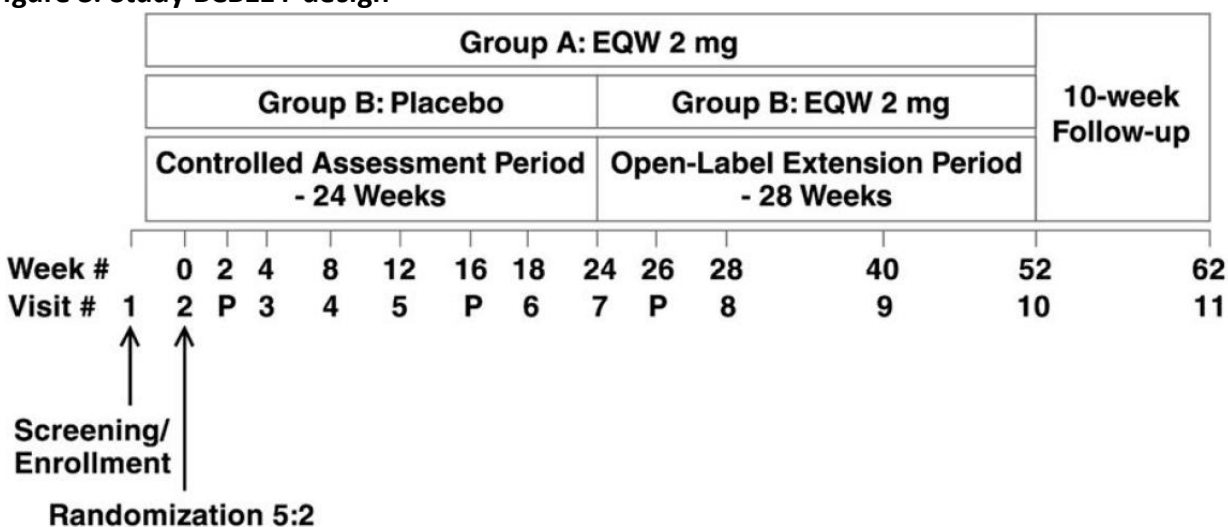 Group A: EQW 2 mg
Group B: Placebo
Group B: EQW 2 mg
10-week
Follow-up
Controlled Assessment Period
- 24 Weeks
Open-Label Extension Period
- 28 Weeks
Week # 0 2 4 8 12 16 18 24 26 28 40 52 62
Visit # 1 2 P 3 4 5 P 6 7 P 8 9 10 11
Screening/
Enrollment
Randomization 5:2